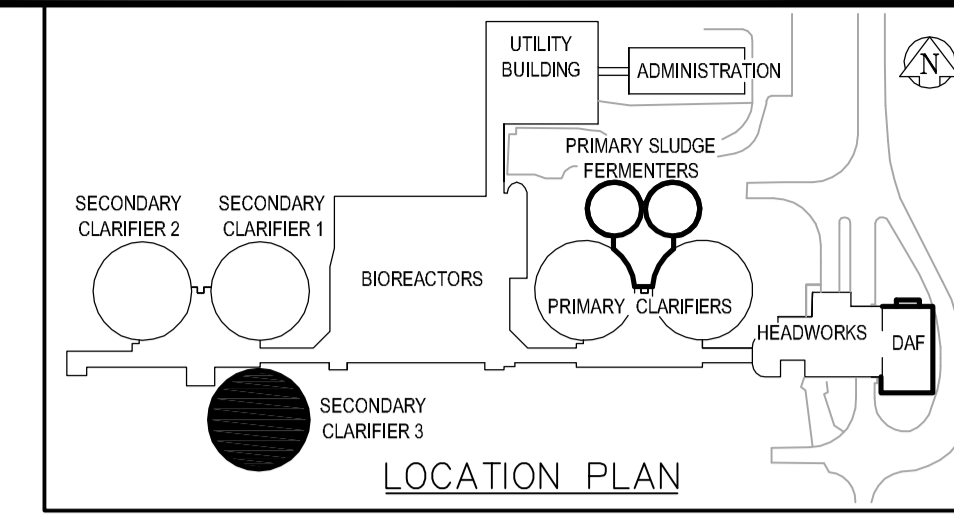 UTILITY
BUILDING
ADMINISTRATION
N
PRIMARY SLUDGE
FERMENTERS
SECONDARY
CLARIFIER 2
SECONDARY
CLARIFIER 1
BIOREACTORS
PRIMARY CLARIFIERS
HEADWORKS
DAF
SECONDARY
CLARIFIER 3
LOCATION PLAN